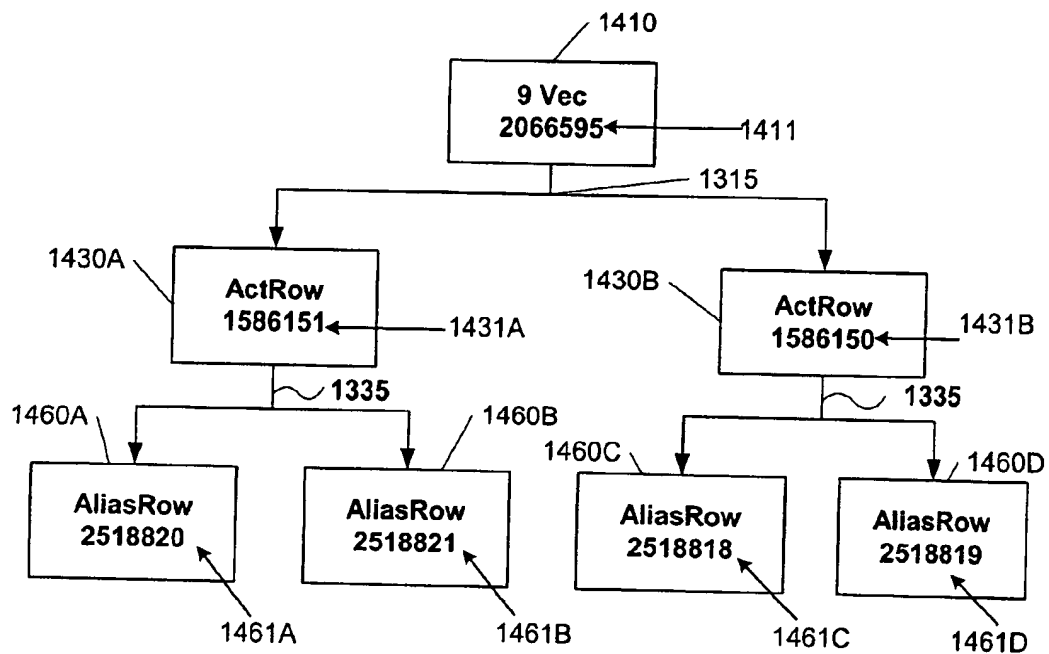 1410
9 Vec
2066595
1411
1315
1430A
ActRow
1586151
1431A
1430B
ActRow
1586150
1431B
1335
1335
1460A
1460B
1460C
1460D
AliasRow
2518820
AliasRow
2518821
AliasRow
2518818
AliasRow
2518819
1461A
1461B
1461C
1461D